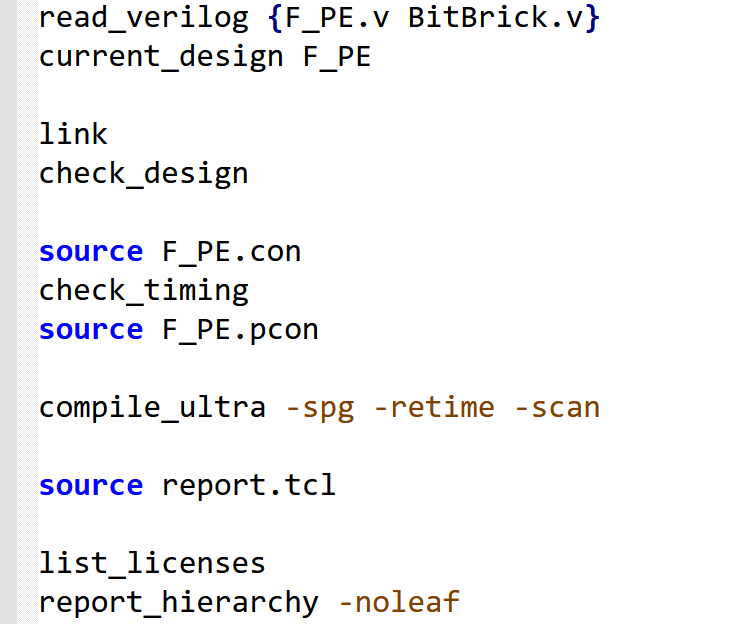 read_verilog {F_PE.v BitBrick.v}
current_design F_PE
link
check_design
source F_PE.con
check_timing
source F_PE.pcon
compile_ultra -spg -retime -scan
source report.tcl
list_licenses
report_hierarchy -noleaf